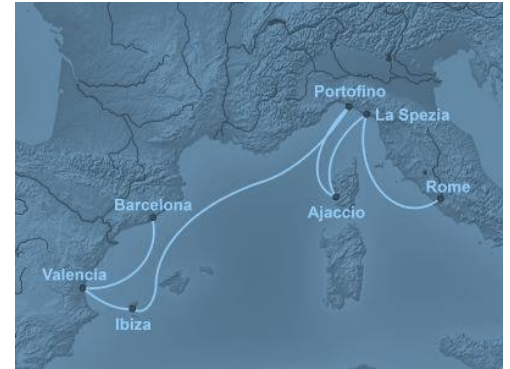 Portofino
La Spezia
Rome
Barcelona
Ajaccio
Valencia
Ibiza